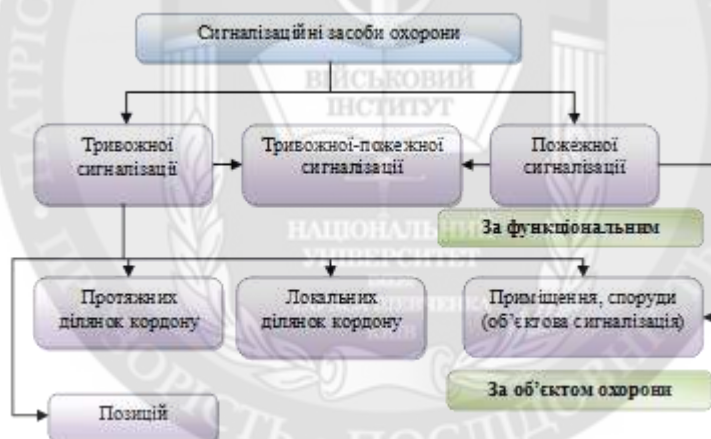 Сигналізаційні засоби охорони
ВІЙСЬКОВИЙ
ІНСТИТУТ
Тривожної
сигналізації
Тривожної-пожежної
сигналізації
Пожежної
сигналізації
НАЦІОНАЛЬНИЙ
УНІВЕРСИТЕТ
За функціональним
Протяжних
ділянок кордону
Локальних
ділянок кордону
Приміщення, споруди
(об’єктова сигналізація)
За об’єктом охорони
Позицій